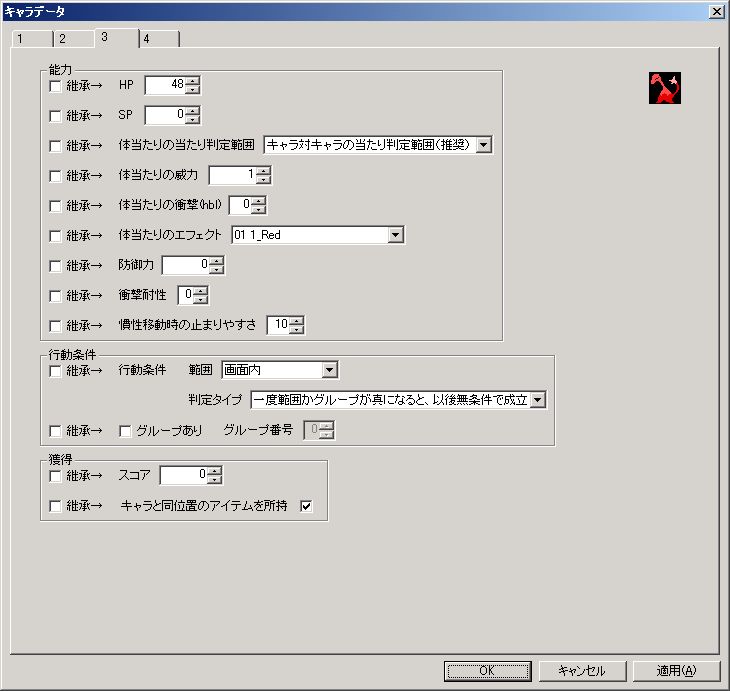 キャラデータ
1 2 3 4
能力
継承→ HP 48
継承→ SP 0
継承→ 体当たりの当たり判定範囲 キャラ対キャラの当たり判定範囲(推奨)
継承→ 体当たりの威力 1
継承→ 体当たりの衝撃(hbl) 0
継承→ 体当たりのエフェクト 01 1_Red
継承→ 防御力 0
継承→ 衝撃耐性 0
継承→ 慣性移動時の止まりやすさ 10
行動条件
継承→ 行動条件 範囲 画面内
判定タイプ 一度範囲かグループが真になると、以後無条件で成立
継承→ グループあり グループ番号 0
獲得
継承→ スコア 0
継承→ キャラと同位置のアイテムを所持
OK キャンセル 適用(A)